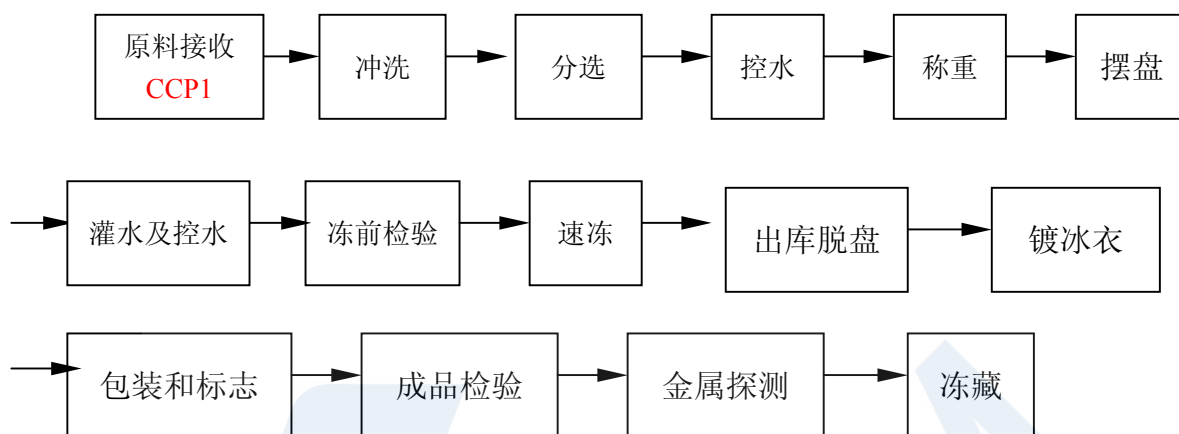 原料接收
CCP1
冲洗
分选
控水
称重
摆盘
灌水及控水
冻前检验
速冻
出库脱盘
镀冰衣
包装和标志
成品检验
金属探测
冻藏